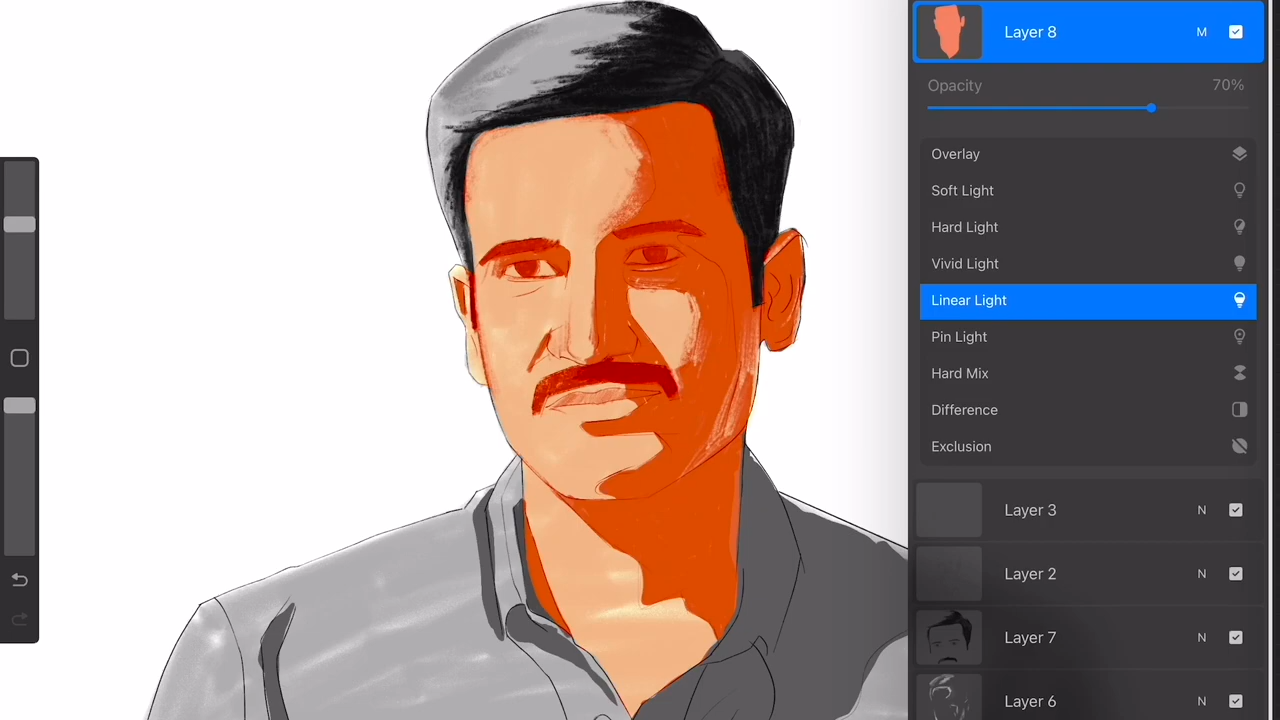 Layer 8 M
Opacity 70%
Overlay
Soft Light
Hard Light
Vivid Light
Linear Light
Pin Light
Hard Mix
Difference
Exclusion
Layer 3 N
Layer 2 N
Layer 7 N
Layer 6 N